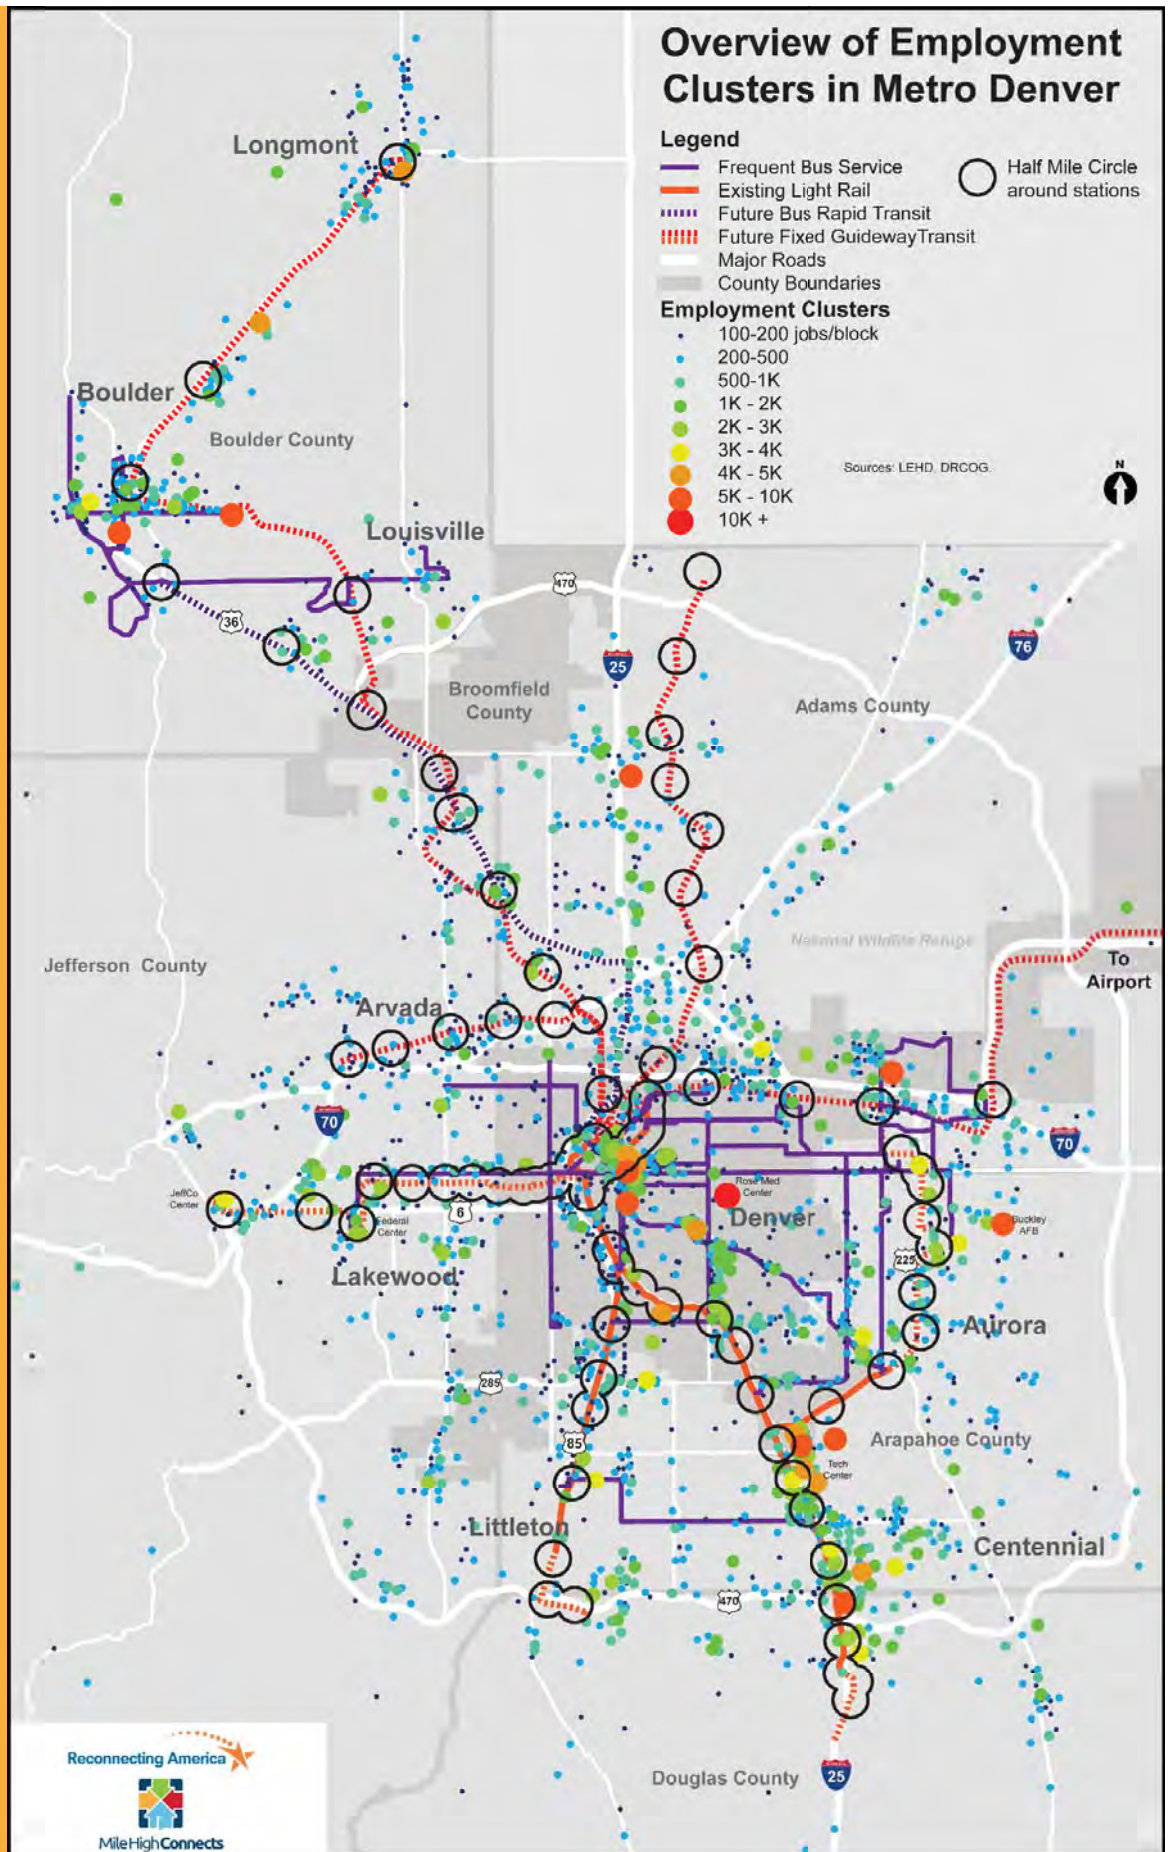 Overview of Employment
Clusters in Metro Denver
Legend
Frequent Bus Service
Existing Light Rail
Future Bus Rapid Transit
Future Fixed GuidewayTransit
Major Roads
County Boundaries
Half Mile Circle
around stations
Employment Clusters
100-200 jobs/block
200-500
500-1K
1K - 2K
2K - 3K
3K - 4K
4K - 5K
5K - 10K
10K +
Sources: LEHD, DRCOG.
N
Longmont
Boulder
Boulder County
Louisville
470
36
25
76
Broomfield
County
Adams County
National Wildlife Refuge
Jefferson County
To
Airport
Arvada
70
70
JeffCo
Center
6
Federal
Center
Rose Med
Center
Denver
Buckley
AFB
225
Lakewood
Aurora
285
85
Arapahoe County
Tech
Center
Littleton
Centennial
470
Douglas County
25
Reconnecting America
MileHighConnects